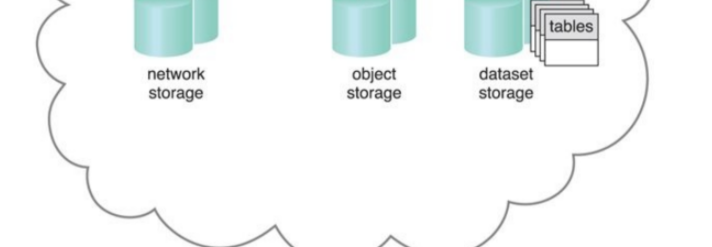 tables
network
storage
object
storage
dataset
storage